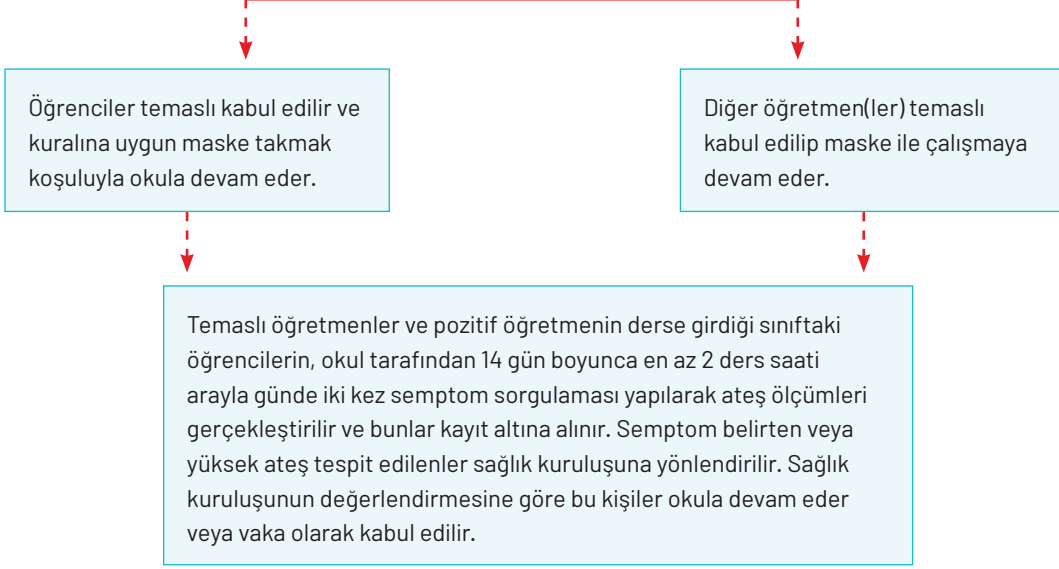 Öğrenciler temaslı kabul edilir ve
kuralına uygun maske takmak
koşuluyla okula devam eder.
Diğer öğretmen(ler) temaslı
kabul edilip maske ile çalışmaya
devam eder.
Temaslı öğretmenler ve pozitif öğretmenin derse girdiği sınıftaki
öğrencilerin, okul tarafından 14 gün boyunca en az 2 ders saati
arayla günde iki kez semptom sorgulaması yapılarak ateş ölçümleri
gerçekleştirilir ve bunlar kayıt altına alınır. Semptom belirten veya
yüksek ateş tespit edilenler sağlık kuruluşuna yönlendirilir. Sağlık
kuruluşunun değerlendirmesine göre bu kişiler okula devam eder
veya vaka olarak kabul edilir.